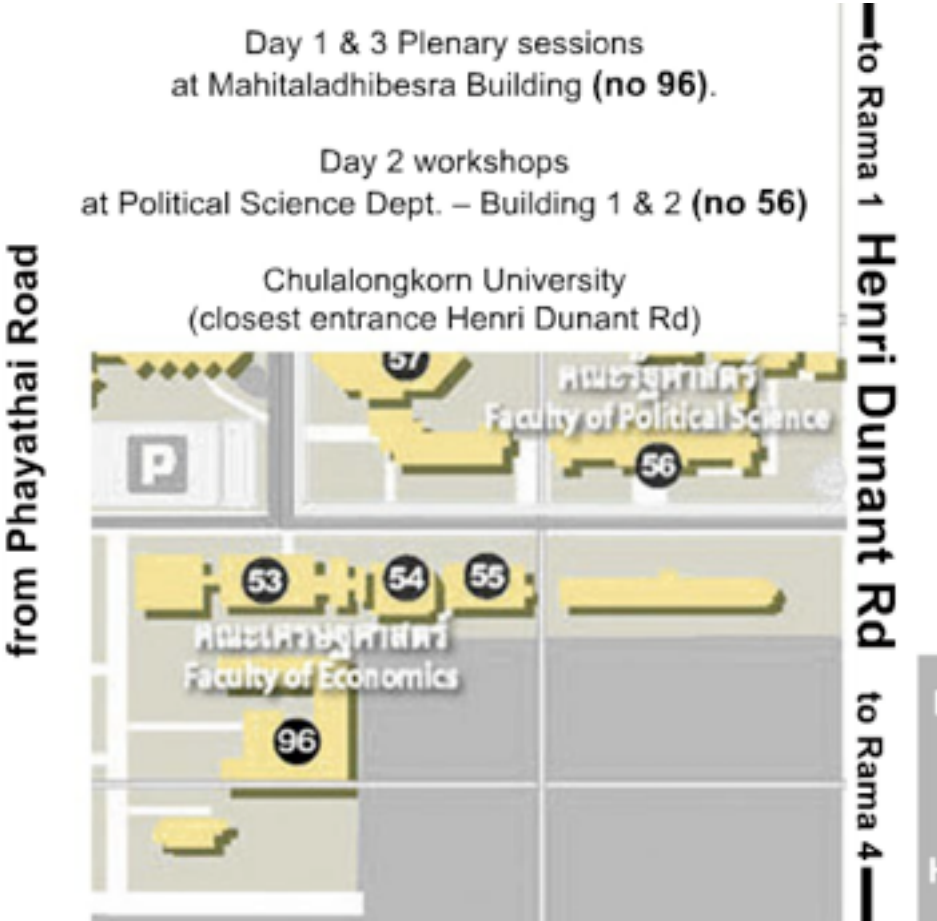 Day 1 & 3 Plenary sessions
at Mahitaladhibesra Building (no 96).
Day 2 workshops
at Political Science Dept. – Building 1 & 2 (no 56)
Chulalongkorn University
(closest entrance Henri Dunant Rd)
from Phayathai Road
to Rama 1
Henri Dunant Rd
to Rama 4
57
คณะรัฐศาสตร์
Faculty of Political Science
P
56
53
54
55
คณะเศรษฐศาสตร์
Faculty of Economics
96